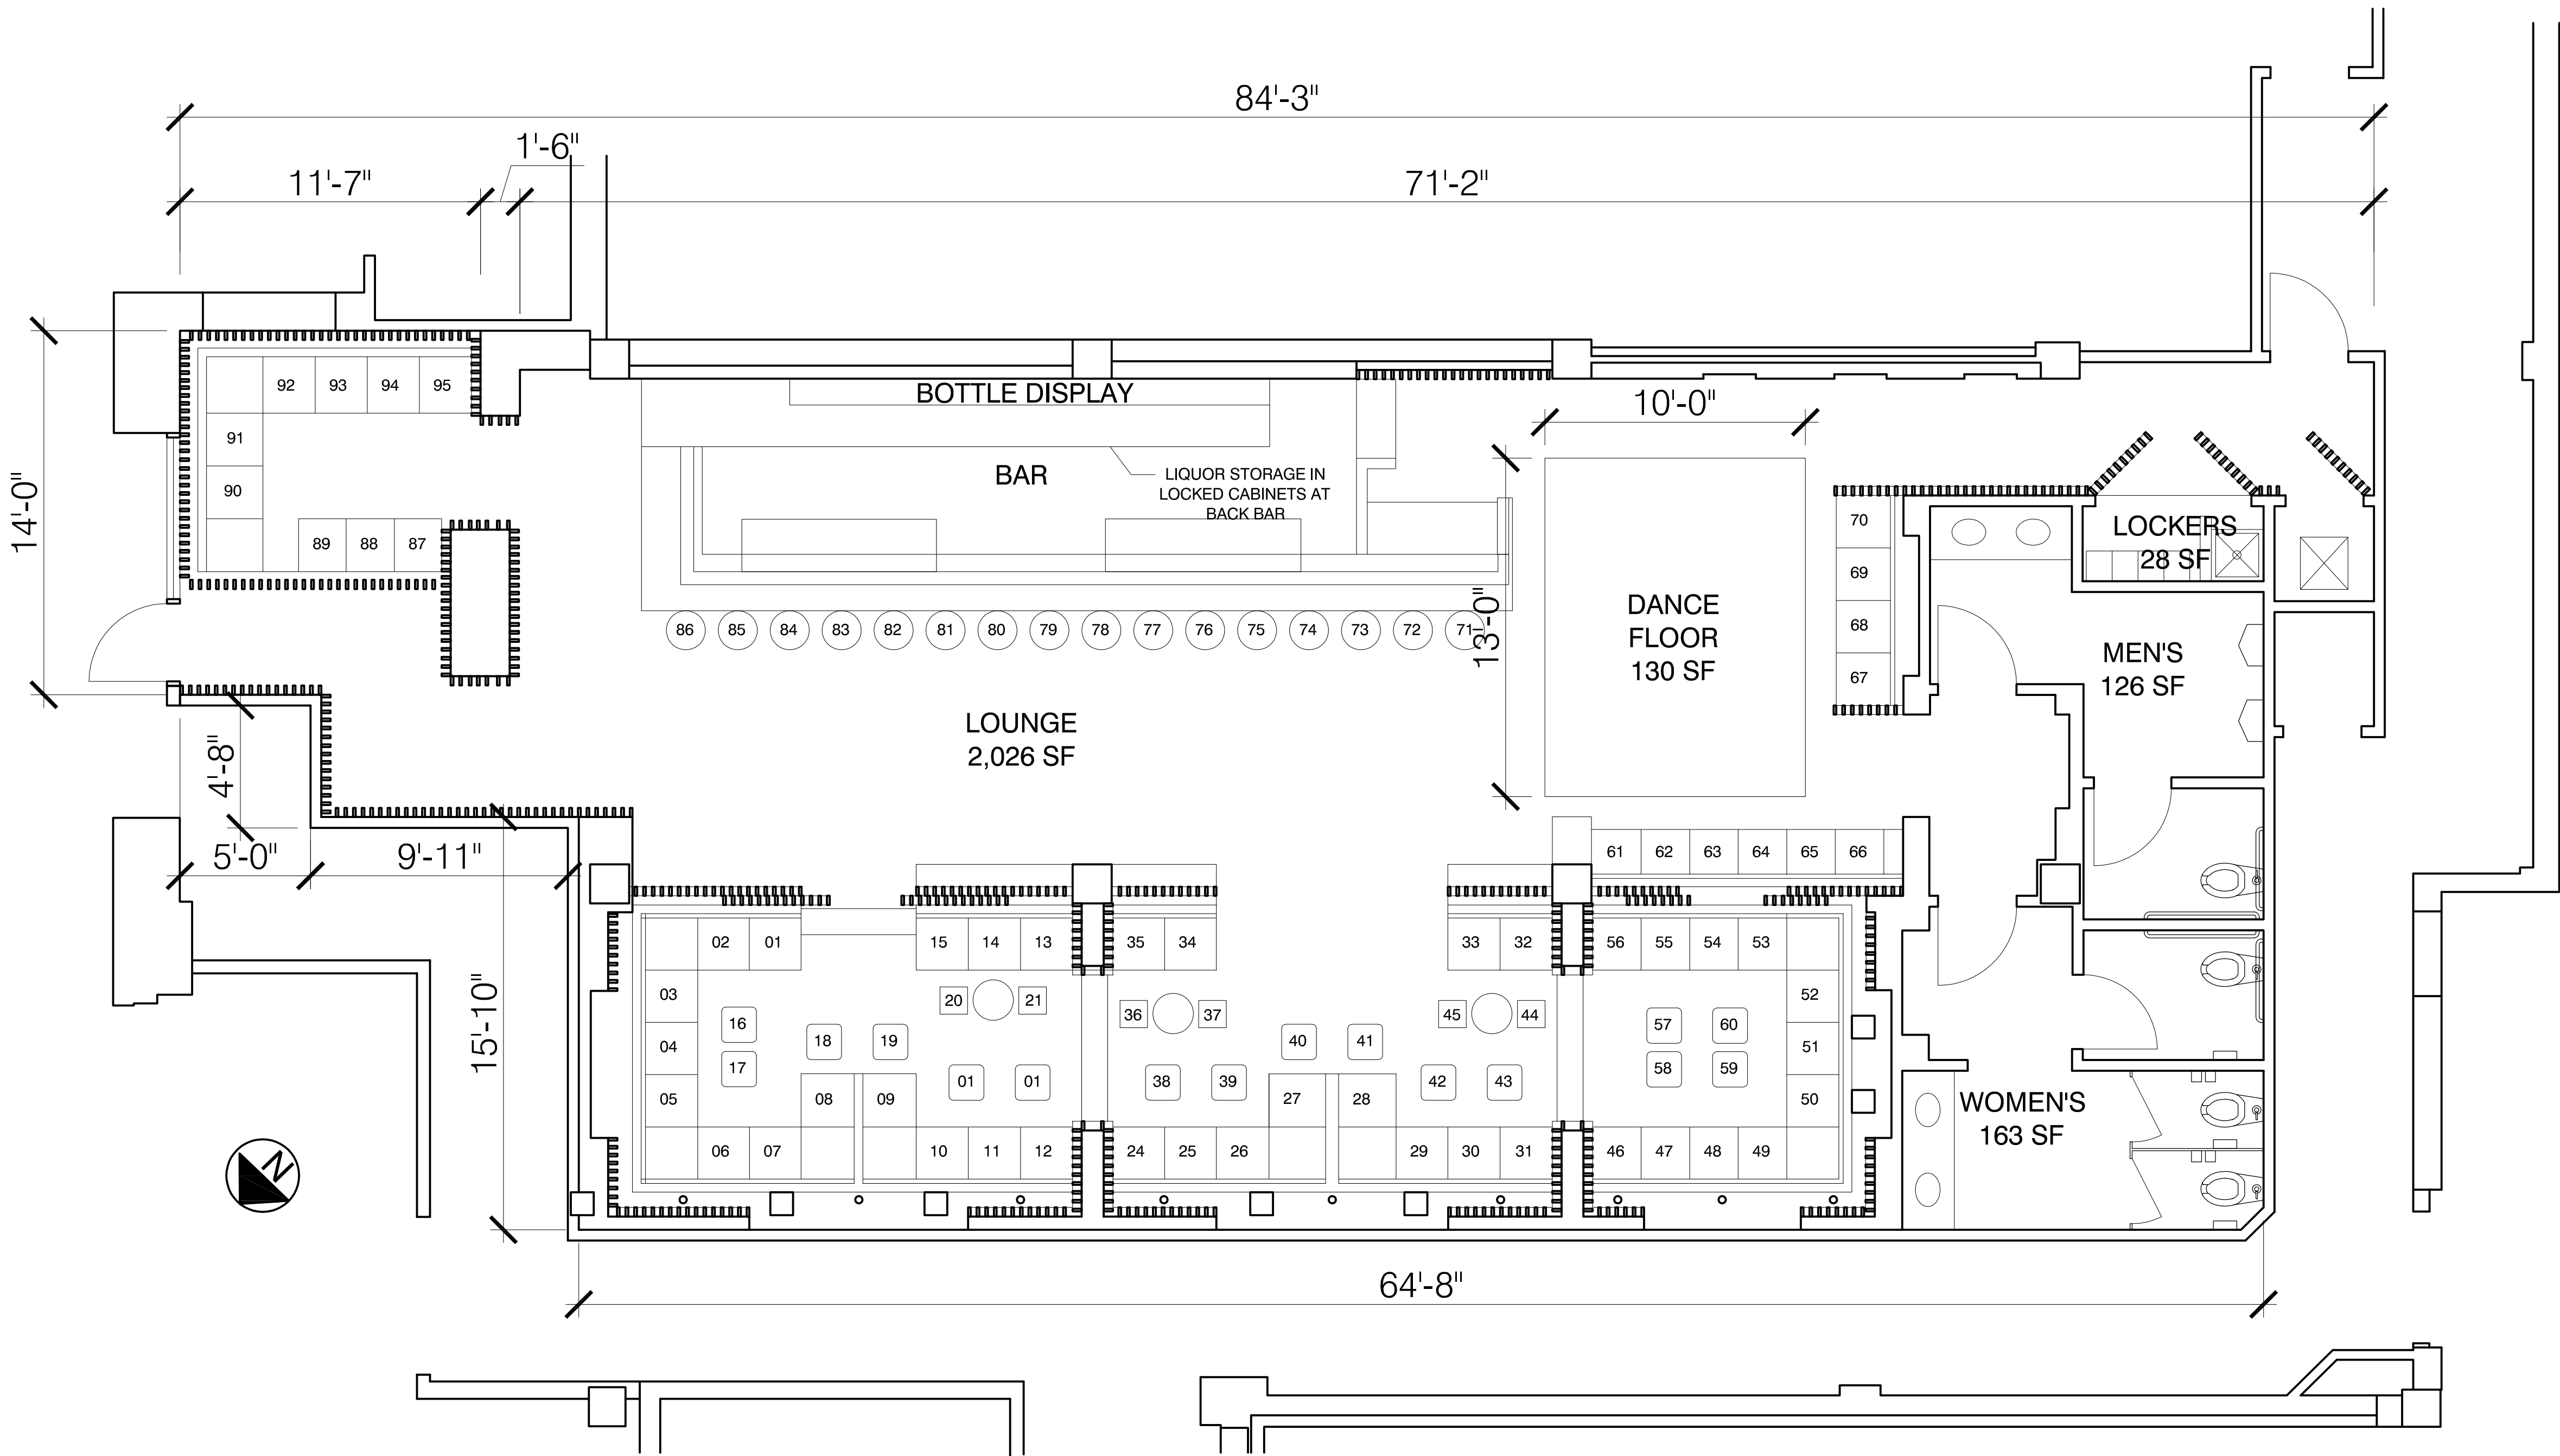 84'-3"
1'-6"
11'-7"
71'-2"
92 93 94 95
BOTTLE DISPLAY
10'-0"
91
BAR
LIQUOR STORAGE IN
LOCKED CABINETS AT
BACK BAR
90
14'-0"
89 88 87
70
LOCKERS
28 SF
69
DANCE
FLOOR
130 SF
13'-0"
86 85 84 83 82 81 80 79 78 77 76 75 74 73 72 71
68
67
MEN'S
126 SF
LOUNGE
2,026 SF
4'-8"
5'-0"
9'-11"
61 62 63 64 65 66
02 01
15 14 13
35 34
33 32
56 55 54 53
03
20 21
36 37
45 44
52
16
18 19
40 41
57 60
04
17
58 59
51
15'-10"
01 01
38 39
42 43
05
08 09
27 28
50
WOMEN'S
163 SF
06 07
10 11 12
24 25 26
29 30 31
46 47 48 49
N
64'-8"